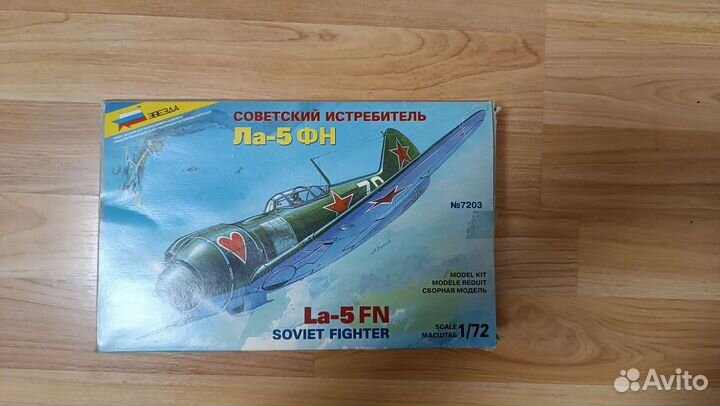 ЗВЕЗДА
СОВЕТСКИЙ ИСТРЕБИТЕЛЬ
Ла-5 ФН
№7203
MODEL KIT
MODÈLE RÉDUIT
СБОРНАЯ МОДЕЛЬ
La-5 FN
SOVIET FIGHTER
SCALE
МАСШТАБ 1/72
Avito